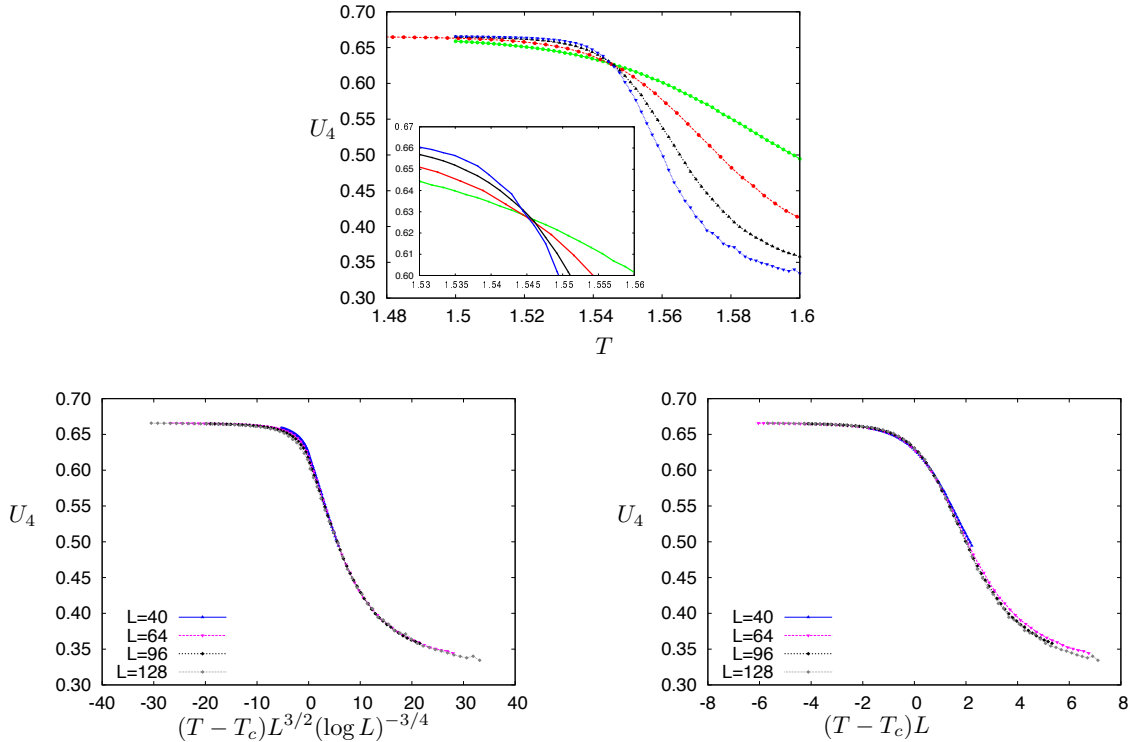 0.70
0.65
0.60
0.55
0.50
0.45
0.40
0.35
0.30
U4
1.48 1.5 1.52 1.54 1.56 1.58 1.6
T
0.67
0.66
0.65
0.64
0.63
0.62
0.61
0.60
1.53 1.535 1.54 1.545 1.55 1.555 1.56
0.70
0.65
0.60
0.55
0.50
0.45
0.40
0.35
0.30
U4
L=40
L=64
L=96
L=128
-40 -30 -20 -10 0 10 20 30 40
(T − Tc)L^{3/2}(log L)^{−3/4}
0.70
0.65
0.60
0.55
0.50
0.45
0.40
0.35
0.30
U4
L=40
L=64
L=96
L=128
-8 -6 -4 -2 0 2 4 6 8
(T − Tc)L